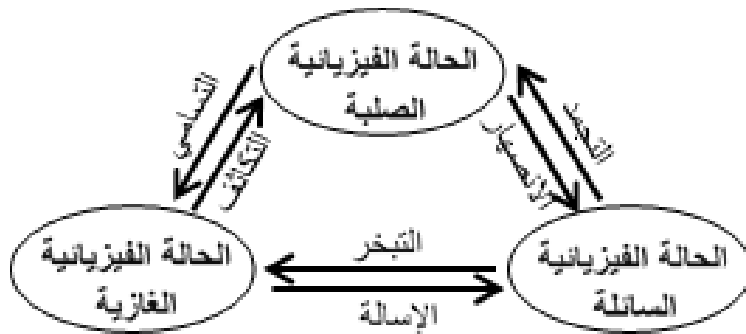 الحالة الفيزيائية
الصلبة
التسامي
التكاثف
التجمد
الانصهار
الحالة الفيزيائية
السائلة
التبخر
الإسالة
الحالة الفيزيائية
الغازية